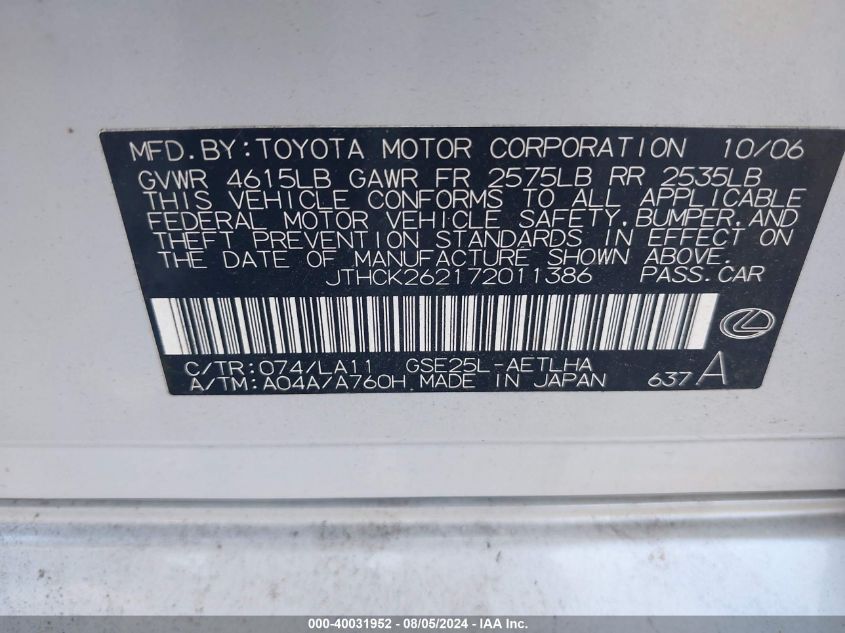 MFD.BY:TOYOTA MOTOR CORPORATION 10/06
GVWR 4615LB GAWR FR 2575LB RR 2535LB
THIS VEHICLE CONFORMS TO ALL APPLICABLE
FEDERAL MOTOR VEHICLE SAFETY,BUMPER,AND
THEFT PREVENTION STANDARDS IN EFFECT ON
THE DATE OF MANUFACTURE SHOWN ABOVE.
JTHCK262172011386 PASS.CAR
C/TR:074/LA11 GSE25L-AETLHA
A/TM:A04A/A760H MADE IN JAPAN 637 A
000-40031952 - 08/05/2024 - IAA Inc.